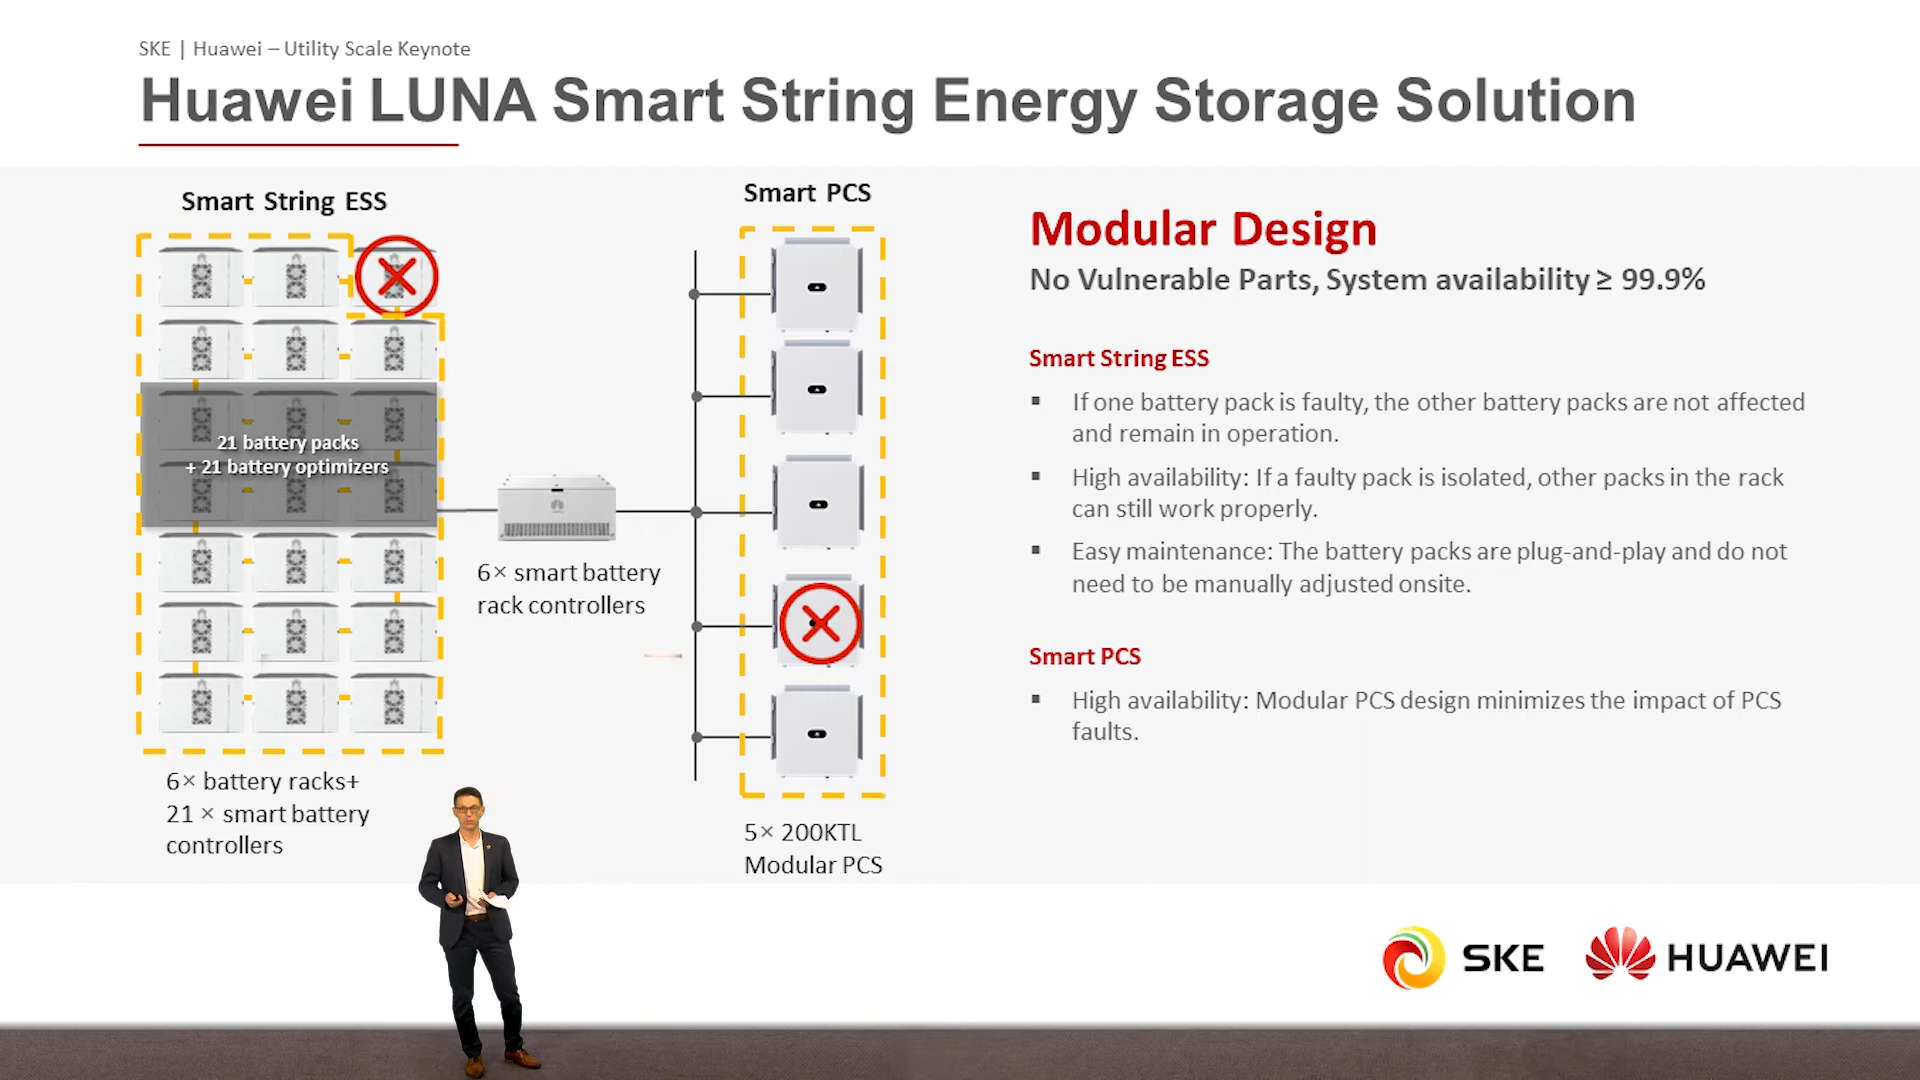 SKE | Huawei – Utility Scale Keynote
Huawei LUNA Smart String Energy Storage Solution
Smart String ESS
21 battery packs
+ 21 battery optimizers
6× battery racks+
21 × smart battery
controllers
6× smart battery
rack controllers
Smart PCS
5× 200KTL
Modular PCS
Modular Design
No Vulnerable Parts, System availability ≥ 99.9%
Smart String ESS
▪ If one battery pack is faulty, the other battery packs are not affected
and remain in operation.
▪ High availability: If a faulty pack is isolated, other packs in the rack
can still work properly.
▪ Easy maintenance: The battery packs are plug-and-play and do not
need to be manually adjusted onsite.
Smart PCS
▪ High availability: Modular PCS design minimizes the impact of PCS
faults.
SKE
HUAWEI